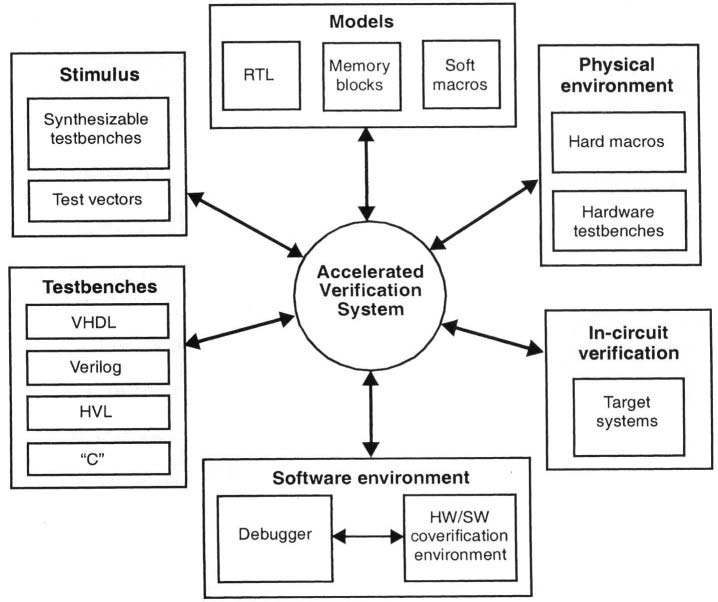 Models
RTL
Memory
blocks
Soft
macros
Stimulus
Synthesizable
testbenches
Test vectors
Physical
environment
Hard macros
Hardware
testbenches
Accelerated
Verification
System
Testbenches
VHDL
Verilog
HVL
“C”
In-circuit
verification
Target
systems
Software environment
Debugger
HW/SW
coverification
environment